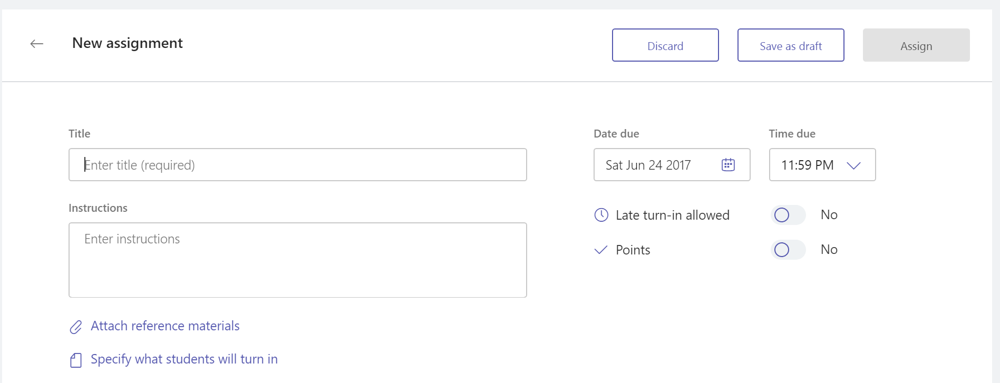 New assignment
Discard
Save as draft
Assign
Title
Enter title (required)
Instructions
Enter instructions
Attach reference materials
Specify what students will turn in
Date due
Time due
Sat Jun 24 2017
11:59 PM
Late turn-in allowed
No
Points
No